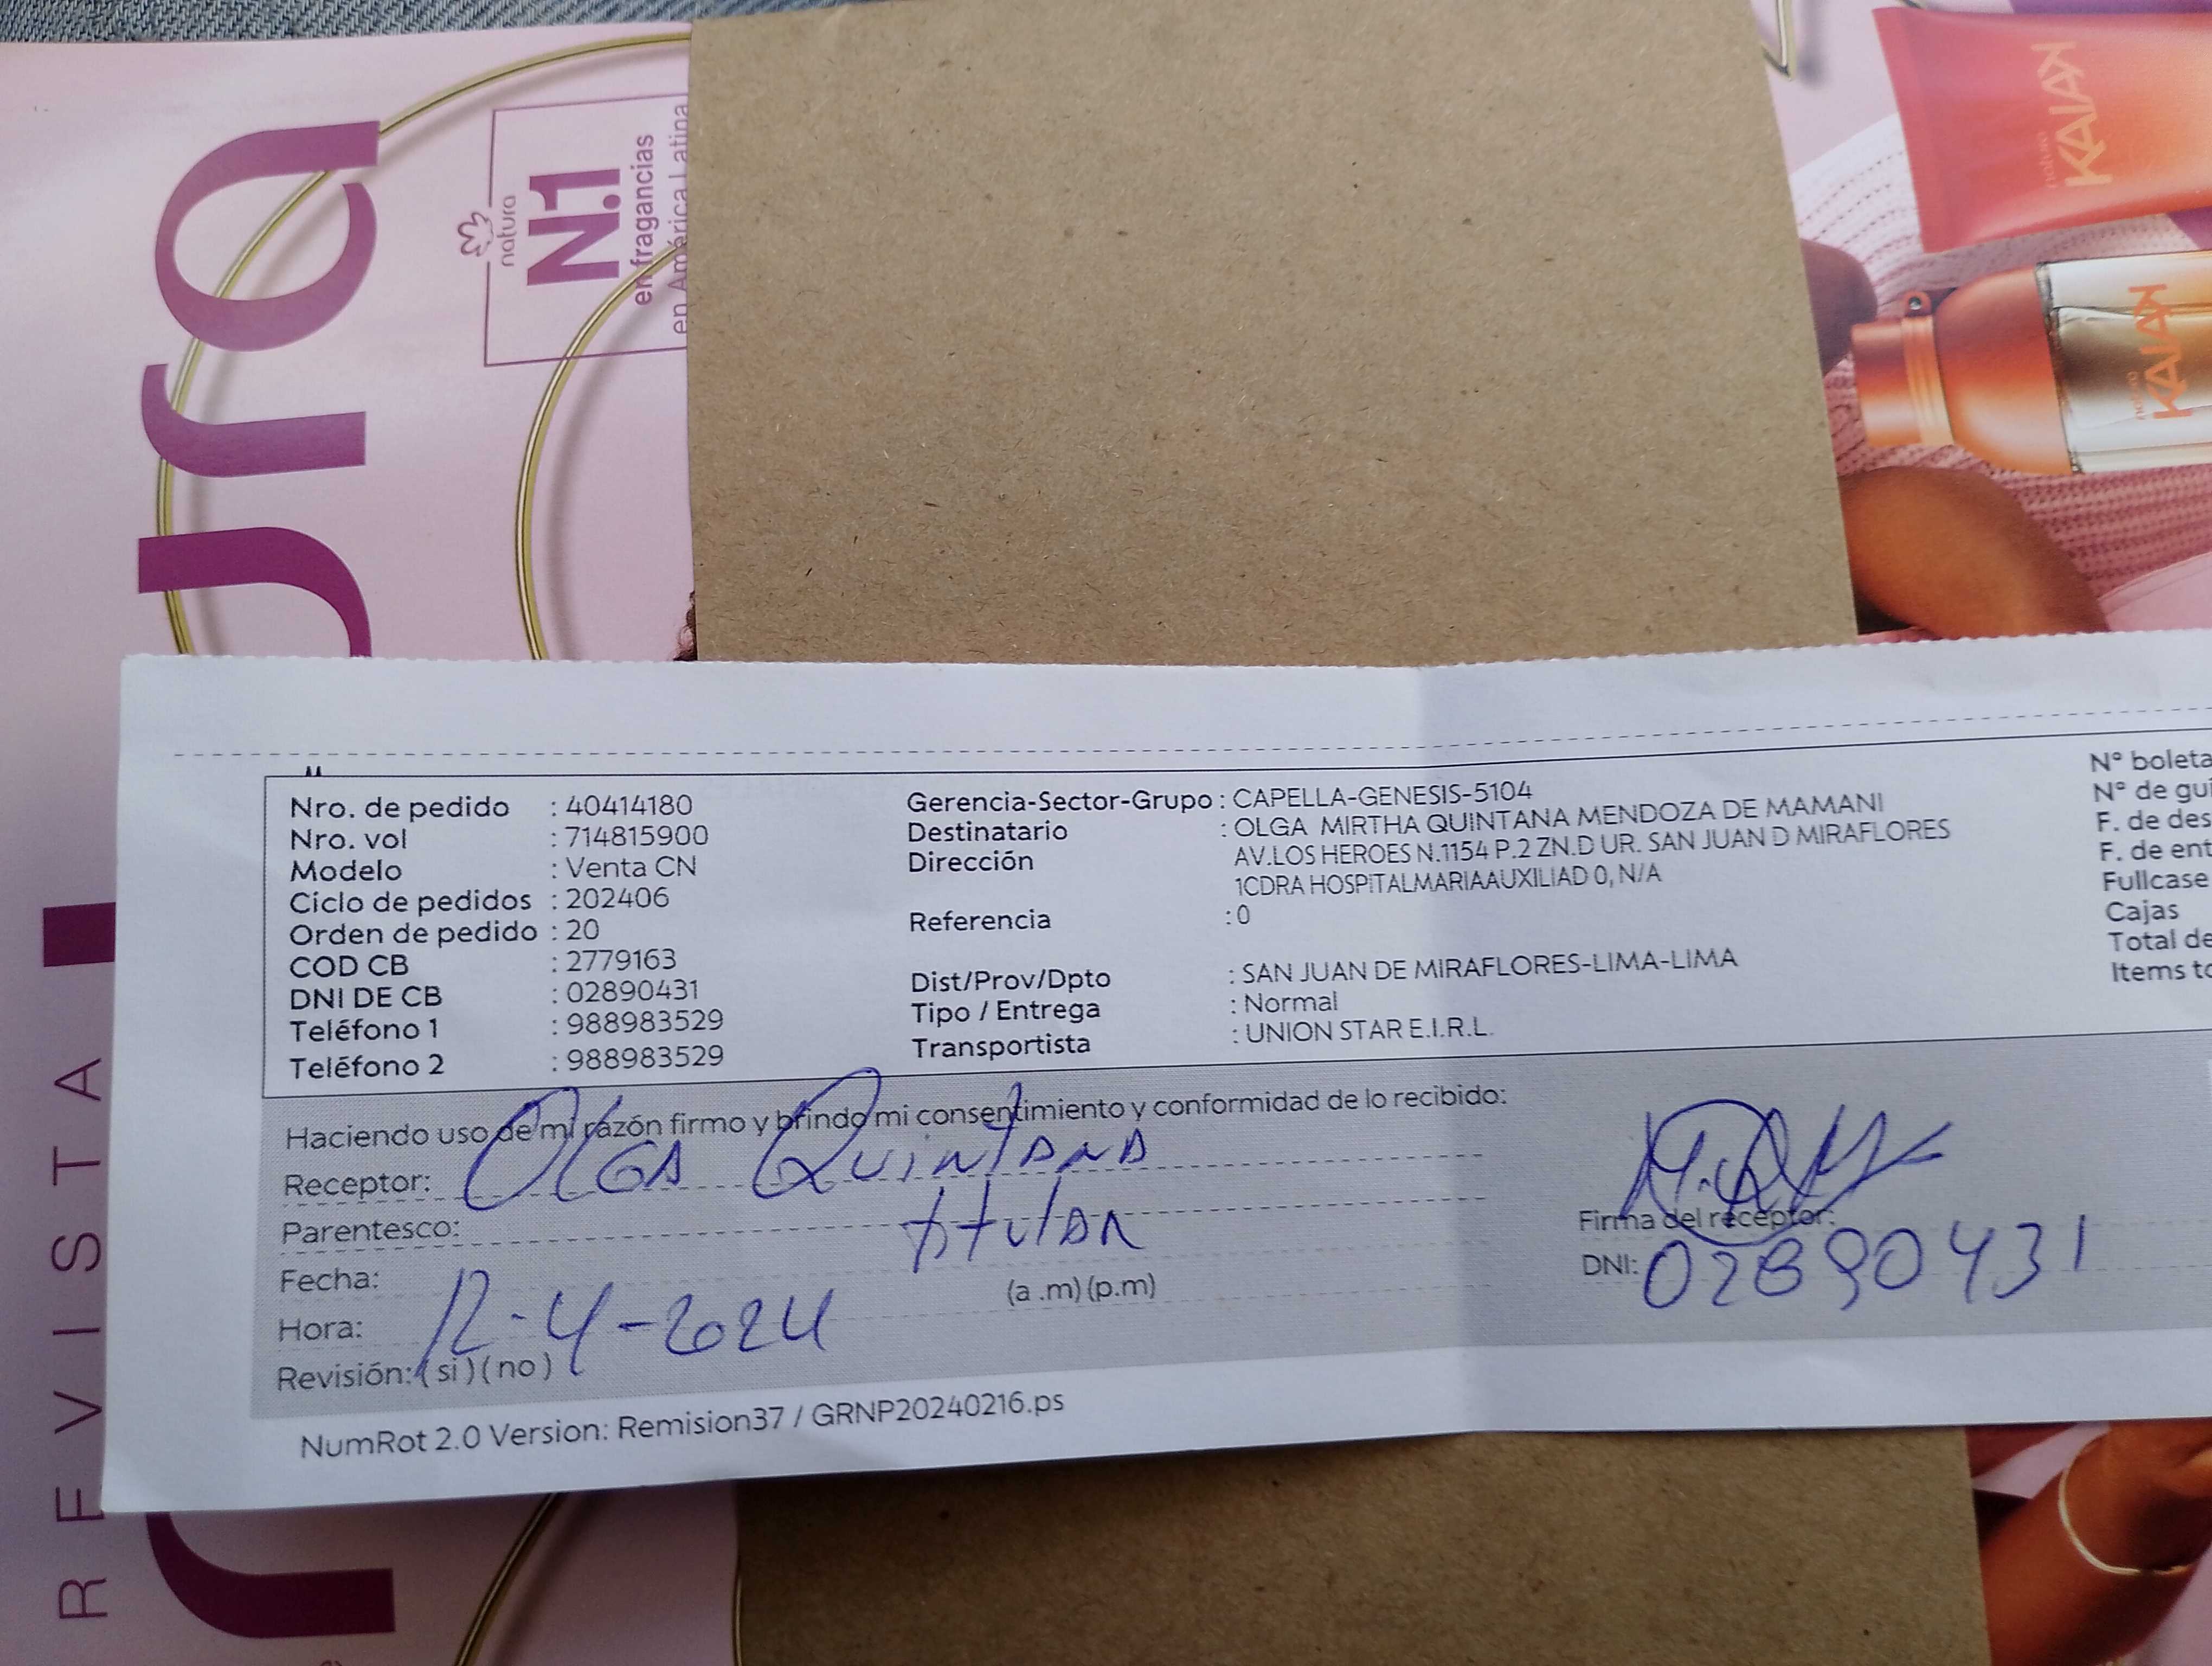 REVISTA
natura
N.1
en fragancias
en América Latina
natura
KAIAK
natura
KAIAK
Nro. de pedido : 40414180
Nro. vol : 714815900
Modelo : Venta CN
Ciclo de pedidos : 202406
Orden de pedido : 20
COD CB : 2779163
DNI DE CB : 02890431
Teléfono 1 : 988983529
Teléfono 2 : 988983529
Gerencia-Sector-Grupo : CAPELLA-GENESIS-5104
Destinatario : OLGA MIRTHA QUINTANA MENDOZA DE MAMANI
Dirección AV.LOS HEROES N.1154 P.2 ZN.D UR. SAN JUAN D MIRAFLORES
1CDRA HOSPITALMARIAAUXILIAD 0, N/A
Referencia : 0
Dist/Prov/Dpto : SAN JUAN DE MIRAFLORES-LIMA-LIMA
Tipo / Entrega : Normal
Transportista : UNION STAR E.I.R.L.
N° boleta
N° de gui
F. de des
F. de ent
Fullcase
Cajas
Total de
Items to
Haciendo uso de mi razón firmo y brindo mi consentimiento y conformidad de lo recibido:
Receptor: Olga Quintana
Parentesco: titular
Fecha:
Hora: 12-4-2024 (a .m) (p.m)
Revisión: ( si ) ( no )
Firma del receptor:
DNI: 02890431
NumRot 2.0 Version: Remision37 / GRNP20240216.ps